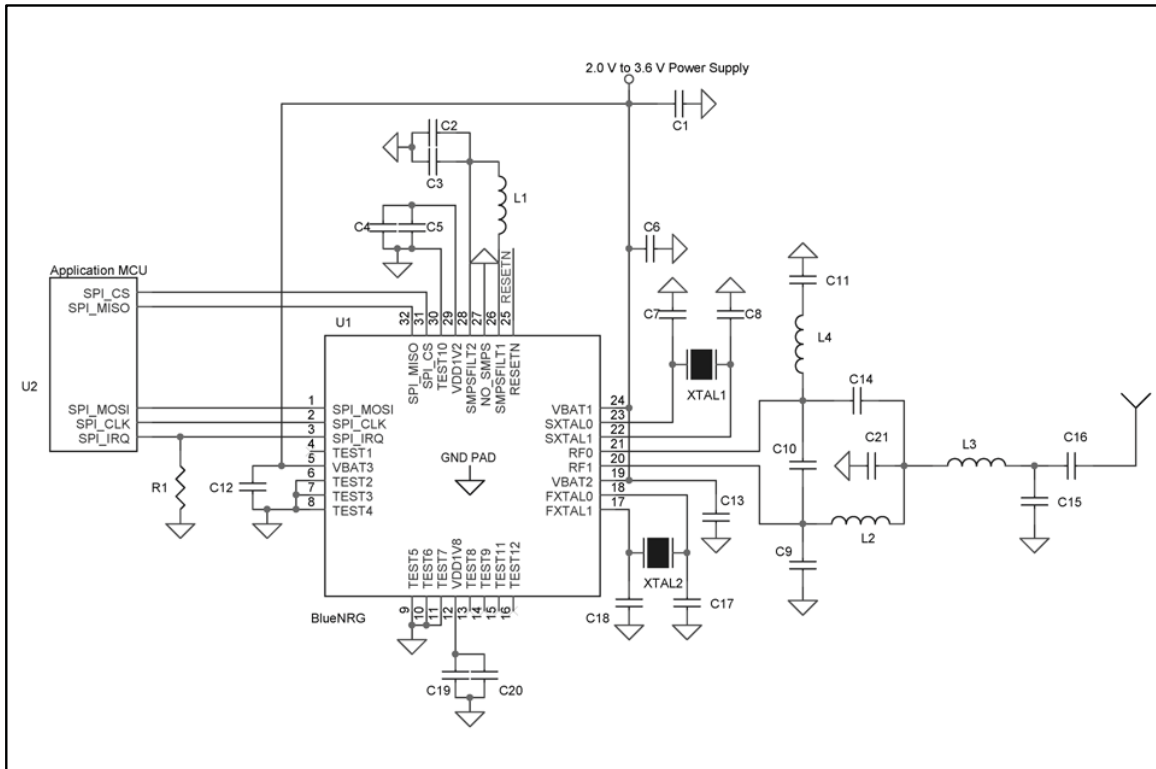 2.0 V to 3.6 V Power Supply
C1
C2
C3
L1
C4
C5
C6
RESETN
C7
C8
C11
L4
XTAL1
Application MCU
SPI_CS
SPI_MISO
U2
SPI_MOSI
SPI_CLK
SPI_IRQ
U1
32
31
30
29
28
27
26
25
SPI_MISO
SPI_CS
TEST10
VDD1V2
SMPSFILT2
NO_SMPS
SMPSFILT1
RESETN
1
2
3
4
5
6
7
8
SPI_MOSI
SPI_CLK
SPI_IRQ
TEST1
VBAT3
TEST2
TEST3
TEST4
GND PAD
VBAT1
SXTAL0
SXTAL1
RF0
RF1
VBAT2
FXTAL0
FXTAL1
24
23
22
21
20
19
18
17
R1
C12
C14
C10
C21
L3
C16
C15
L2
C9
C13
XTAL2
C18
C17
TEST5
TEST6
TEST7
VDD1V8
TEST8
TEST9
TEST11
TEST12
9
10
11
12
13
14
15
16
BlueNRG
C19
C20